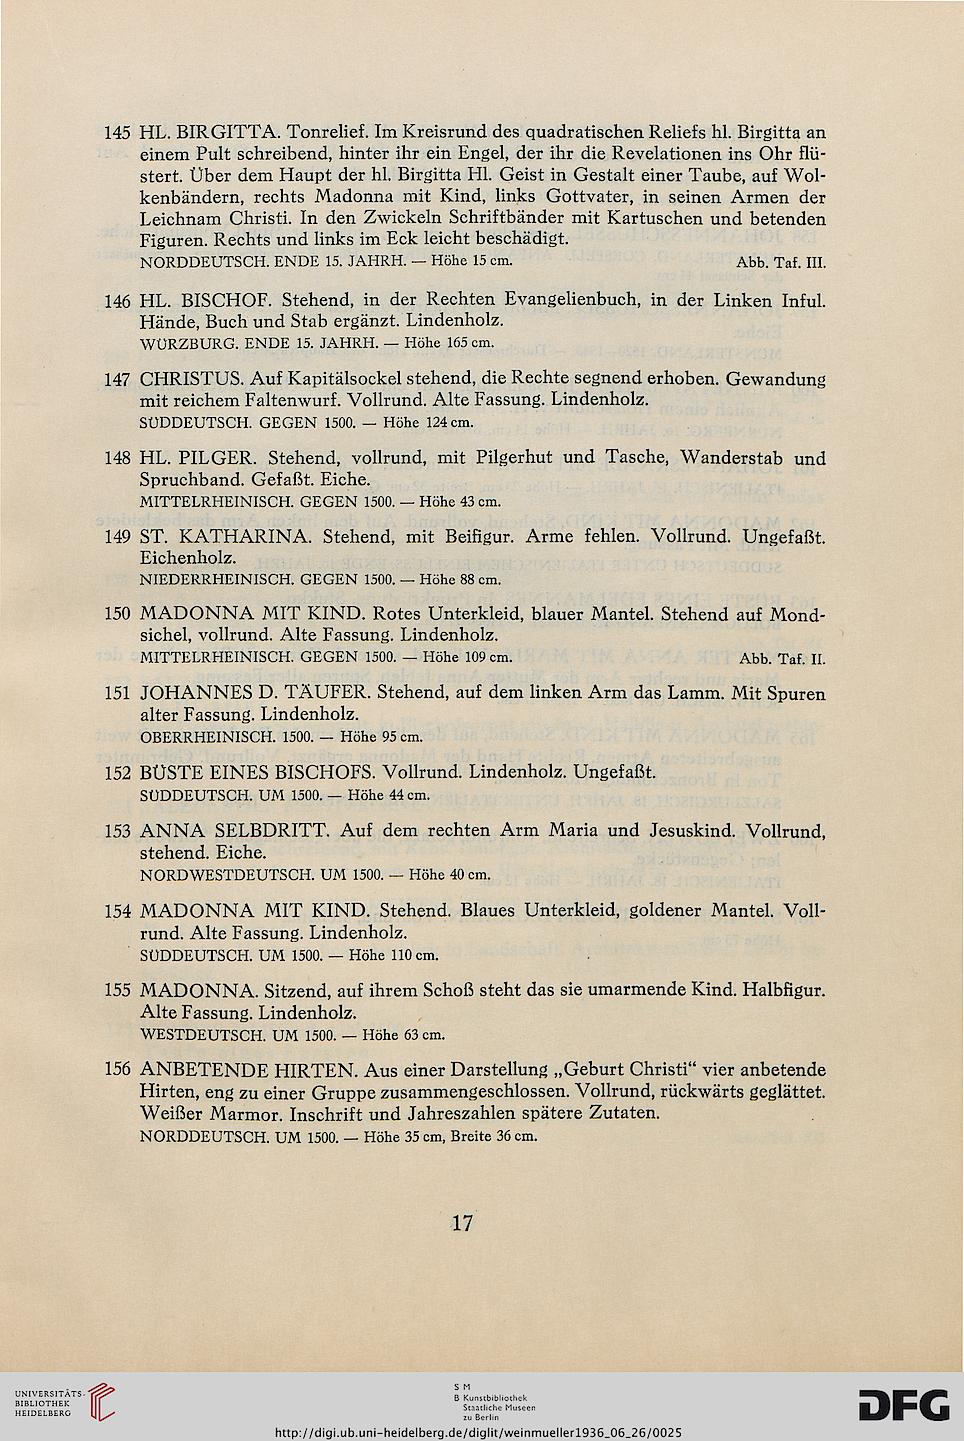 145 HL. BIRGITTA. Tonrelief. Im Kreisrund des quadratischen Reliefs hl. Birgitta an
einem Pult schreibend, hinter ihr ein Engel, der ihr die Revelationen ins Ohr flü-
stert. Über dem Haupt der hl. Birgitta Hl. Geist in Gestalt einer Taube, auf Wol-
kenbändern, rechts Madonna mit Kind, links Gottvater, in seinen Armen der
Leichnam Christi. In den Zwickeln Schriftbänder mit Kartuschen und betenden
Figuren. Rechts und links im Eck leicht beschädigt.
NORDDEUTSCH. ENDE 15. JAHRH. — Höhe 15 cm. Abb. Taf. III.
146 HL. BISCHOF. Stehend, in der Rechten Evangelienbuch, in der Linken Inful.
Hände, Buch und Stab ergänzt. Lindenholz.
WÜRZBURG. ENDE 15. JAHRH. — Höhe 165 cm.
147 CHRISTUS. Auf Kapitälsockel stehend, die Rechte segnend erhoben. Gewandung
mit reichem Faltenwurf. Vollrund. Alte Fassung. Lindenholz.
SÜDDEUTSCH. GEGEN 1500. — Höhe 124 cm.
148 HL. PILGER. Stehend, vollrund, mit Pilgerhut und Tasche, Wanderstab und
Spruchband. Gefaßt. Eiche.
MITTELRHEINISCH. GEGEN 1500. — Höhe 43 cm.
149 ST. KATHARINA. Stehend, mit Beifigur. Arme fehlen. Vollrund. Ungefaßt.
Eichenholz.
NIEDERRHEINISCH. GEGEN 1500. — Höhe 88 cm.
150 MADONNA MIT KIND. Rotes Unterkleid, blauer Mantel. Stehend auf Mond-
sichel, vollrund. Alte Fassung. Lindenholz.
MITTELRHEINISCH. GEGEN 1500. — Höhe 109 cm. Abb. Taf. II.
151 JOHANNES D. TÄUFER. Stehend, auf dem linken Arm das Lamm. Mit Spuren
alter Fassung. Lindenholz.
OBERRHEINISCH. 1500. — Höhe 95 cm.
152 BÜSTE EINES BISCHOFS. Vollrund. Lindenholz. Ungefaßt.
SÜDDEUTSCH. UM 1500. — Höhe 44 cm.
153 ANNA SELBDRITT. Auf dem rechten Arm Maria und Jesuskind. Vollrund,
stehend. Eiche.
NORDWESTDEUTSCH. UM 1500. — Höhe 40 cm.
154 MADONNA MIT KIND. Stehend. Blaues Unterkleid, goldener Mantel. Voll-
rund. Alte Fassung. Lindenholz.
SÜDDEUTSCH. UM 1500. — Höhe 110 cm.
155 MADONNA. Sitzend, auf ihrem Schoß steht das sie umarmende Kind. Halbfigur.
Alte Fassung. Lindenholz.
WESTDEUTSCH. UM 1500. — Höhe 63 cm.
156 ANBETENDE HIRTEN. Aus einer Darstellung „Geburt Christi“ vier anbetende
Hirten, eng zu einer Gruppe zusammengeschlossen. Vollrund, rückwärts geglättet.
Weißer Marmor. Inschrift und Jahreszahlen spätere Zutaten.
NORDDEUTSCH. UM 1500. — Höhe 35 cm, Breite 36 cm.
17
UNIVERSITÄTS-
BIBLIOTHEK
HEIDELBERG
S M
B Kunstbibliothek
Staatliche Museen
zu Berlin
DFG
http://digi.ub.uni-heidelberg.de/diglit/weinmueller1936_06_26/0025